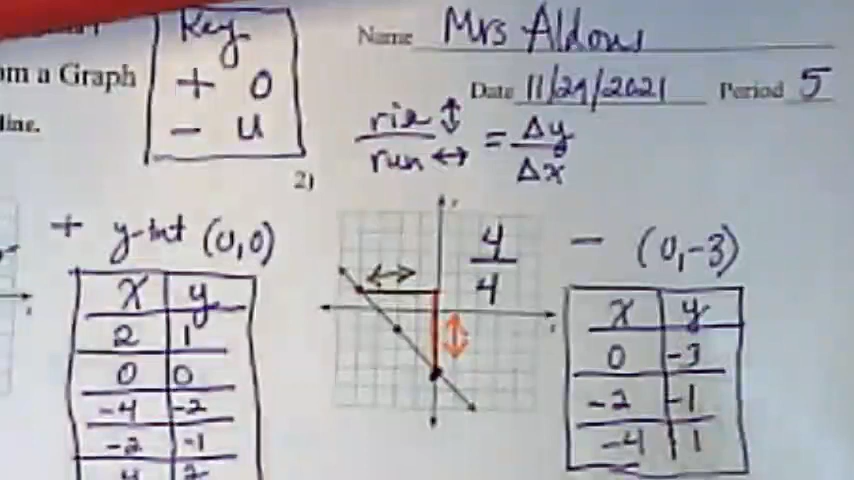 Key
+ 0
- u
om a Graph
line.
Name Mrs Aldous
Date 11/29/2021 Period 5
rise ↕ / run ↔ = Δy / Δx
2)
+ y-int (0,0)
x y
2 1
0 0
-4 -2
-2 -1
4 2
4/4
- (0,-3)
x y
0 -3
-2 -1
-4 1